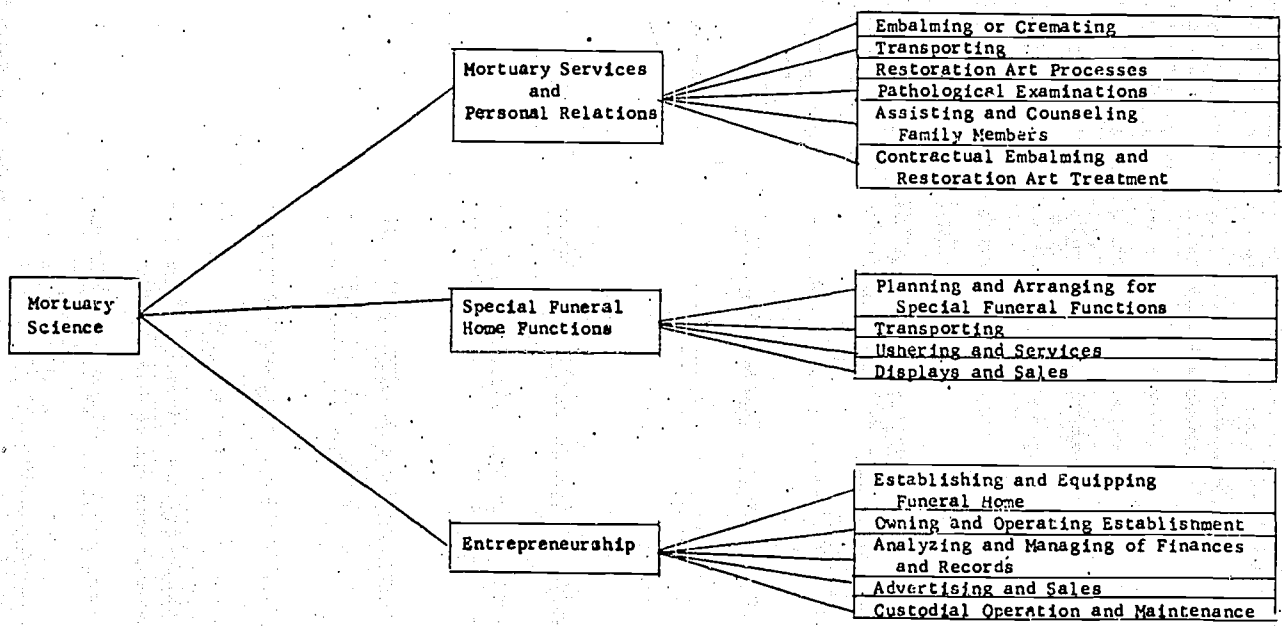 Mortuary
Science
Mortuary Services
and
Personal Relations
Embalming or Cremating
Transporting
Restoration Art Processes
Pathological Examinations
Assisting and Counseling
Family Members
Contractual Embalming and
Restoration Art Treatment
Special Funeral
Home Functions
Planning and Arranging for
Special Funeral Functions
Transporting
Ushering and Services
Displays and Sales
Entrepreneurship
Establishing and Equipping
Funeral Home
Owning and Operating Establishment
Analyzing and Managing of Finances
and Records
Advertising and Sales
Custodial Operation and Maintenance